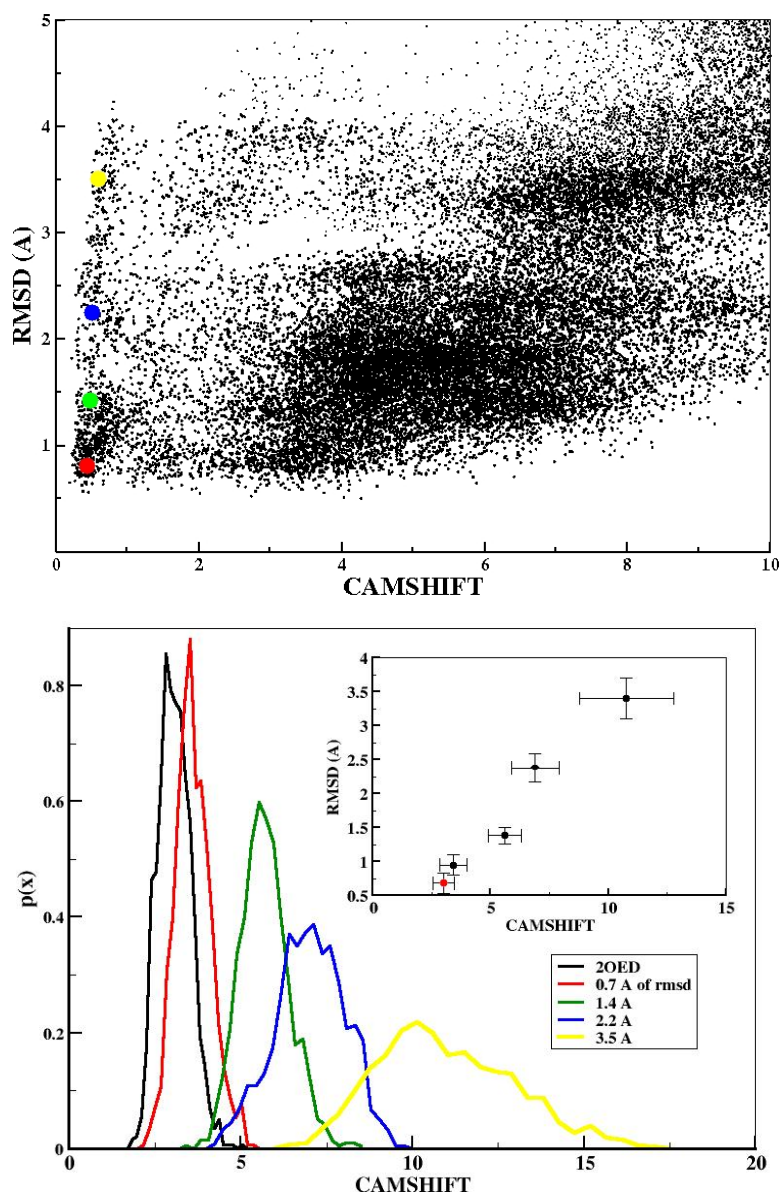 5
4
3
2
1
RMSD (A)
0 2 4 6 8 10
CAMSHIFT
0.8
0.6
0.4
0.2
0
p(x)
0 5 10 15 20
CAMSHIFT
4
3.5
3
2.5
2
1.5
1
0.5
RMSD (A)
0 5 10 15
CAMSHIFT
2OED
0.7 A of rmsd
1.4 A
2.2 A
3.5 A